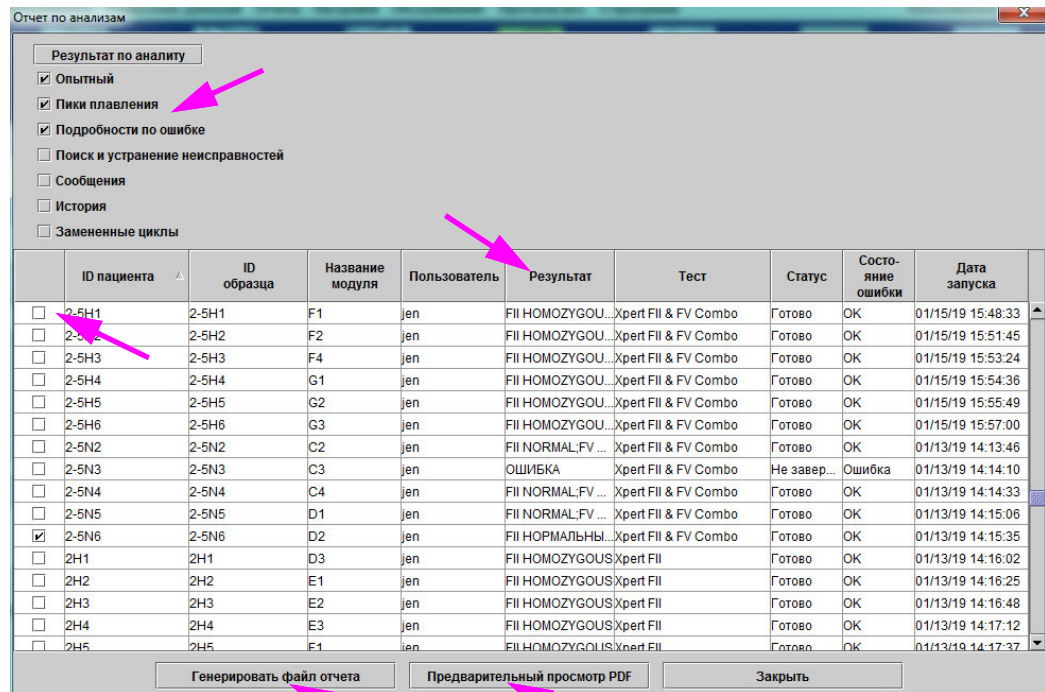 Отчет по анализам
Результат по аналиту
Опытный
Пики плавления
Подробности по ошибке
Поиск и устранение неисправностей
Сообщения
История
Замененные циклы
ID пациента ID образца Название модуля Пользователь Результат Тест Статус Состо-яние ошибки Дата запуска
2-5H1 2-5H1 F1 jen FII HOMOZYGOU... Xpert FII & FV Combo Готово OK 01/15/19 15:48:33
2-5H2 F2 jen FII HOMOZYGOU... Xpert FII & FV Combo Готово OK 01/15/19 15:51:45
2-5H3 2-5H3 F4 jen FII HOMOZYGOU... Xpert FII & FV Combo Готово OK 01/15/19 15:53:24
2-5H4 2-5H4 G1 jen FII HOMOZYGOU... Xpert FII & FV Combo Готово OK 01/15/19 15:54:36
2-5H5 2-5H5 G2 jen FII HOMOZYGOU... Xpert FII & FV Combo Готово OK 01/15/19 15:55:49
2-5H6 2-5H6 G3 jen FII HOMOZYGOU... Xpert FII & FV Combo Готово OK 01/15/19 15:57:00
2-5N2 2-5N2 C2 jen FII NORMAL;FV ... Xpert FII & FV Combo Готово OK 01/13/19 14:13:46
2-5N3 2-5N3 C3 jen ОШИБКА Xpert FII & FV Combo Не завер... Ошибка 01/13/19 14:14:10
2-5N4 2-5N4 C4 jen FII NORMAL;FV ... Xpert FII & FV Combo Готово OK 01/13/19 14:14:33
2-5N5 2-5N5 D1 jen FII NORMAL;FV ... Xpert FII & FV Combo Готово OK 01/13/19 14:15:06
2-5N6 2-5N6 D2 jen FII НОРМАЛЬНЫ... Xpert FII & FV Combo Готово OK 01/13/19 14:15:35
2H1 2H1 D3 jen FII HOMOZYGOUS Xpert FII Готово OK 01/13/19 14:16:02
2H2 2H2 E1 jen FII HOMOZYGOUS Xpert FII Готово OK 01/13/19 14:16:25
2H3 2H3 E2 jen FII HOMOZYGOUS Xpert FII Готово OK 01/13/19 14:16:48
2H4 2H4 E3 jen FII HOMOZYGOUS Xpert FII Готово OK 01/13/19 14:17:12
2H5 2H5 jen FII HOMOZYGOUS Xpert FII Готово OK 01/13/19 14:17:37
Генерировать файл отчета Предварительный просмотр PDF Закрыть